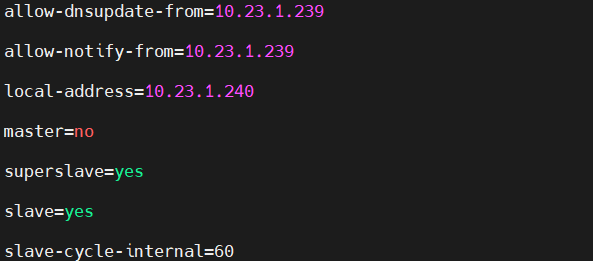 allow-dnsupdate-from=10.23.1.239
allow-notify-from=10.23.1.239
local-address=10.23.1.240
master=no
superslave=yes
slave=yes
slave-cycle-internal=60